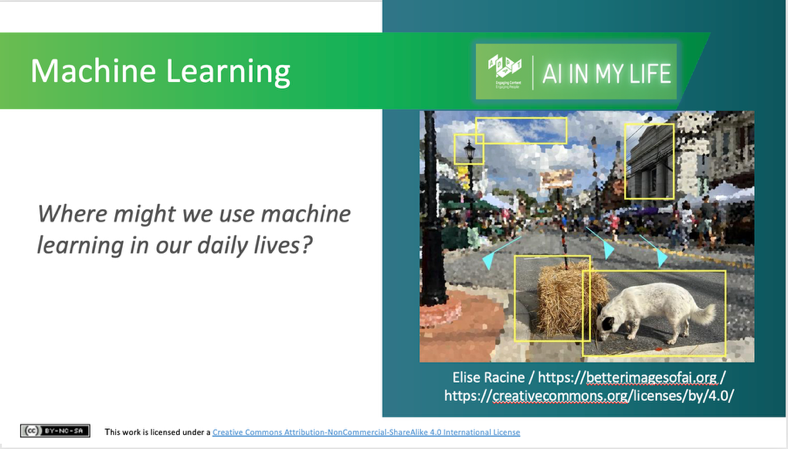 Machine Learning
AI IN MY LIFE
Where might we use machine
learning in our daily lives?
Elise Racine / https://betterimagesofai.org /
https://creativecommons.org/licenses/by/4.0/
cc BY-NC-SA
This work is licensed under a Creative Commons Attribution-NonCommercial-ShareAlike 4.0 International License